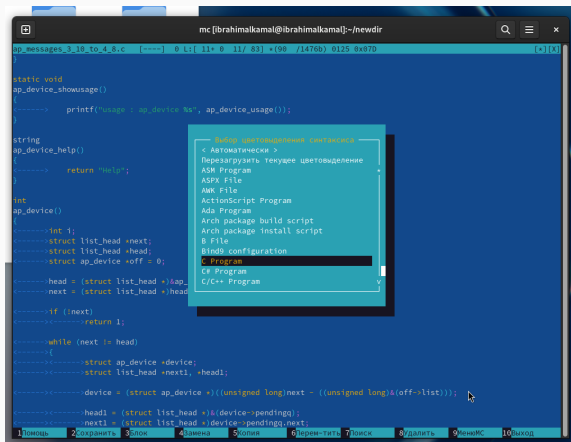 mc [ibrahimalkamal@ibrahimalkamal]:~/newdir
ap_messages_3_10_to_4_8.c [----] 0 L:[ 11+ 0 11/ 83] *(90 /1476b) 0125 0x07D [*][X]
}
static void
ap_device_showusage()
{
<------> printf("usage : ap_device %s", ap_device_usage());
}
string
ap_device_help()
{
<------> return "Help";
}
int
ap_device()
{
<------>int i;
<------>struct list_head *next;
<------>struct list_head *head;
<------>struct ap_device *off = 0;
<------>head = (struct list_head *)&ap_
<------>next = (struct list_head *)head
<------>if (!next)
<------><------>return 1;
<------>while (next != head)
<------>{
<------><------>struct ap_device *device;
<------><------>struct list_head *next1, *head1;
<------><------>device = (struct ap_device *)((unsigned long)next - ((unsigned long)&(off->list)));
<------><------>head1 = (struct list_head *)&(device->pendingq);
<------><------>next1 = (struct list_head *)device->pendingq.next;
Выбор цветовыделения синтаксиса
< Автоматически >
Перезагрузить текущее цветовыделение
ASM Program
ASPX File
AWK File
ActionScript Program
Ada Program
Arch package build script
Arch package install script
B File
Bind9 configuration
C Program
C# Program
C/C++ Program
1Помощь 2Сохранить 3Блок 4Замена 5Копия 6Перем~тить 7Поиск 8Удалить 9МенюMC 10Выход